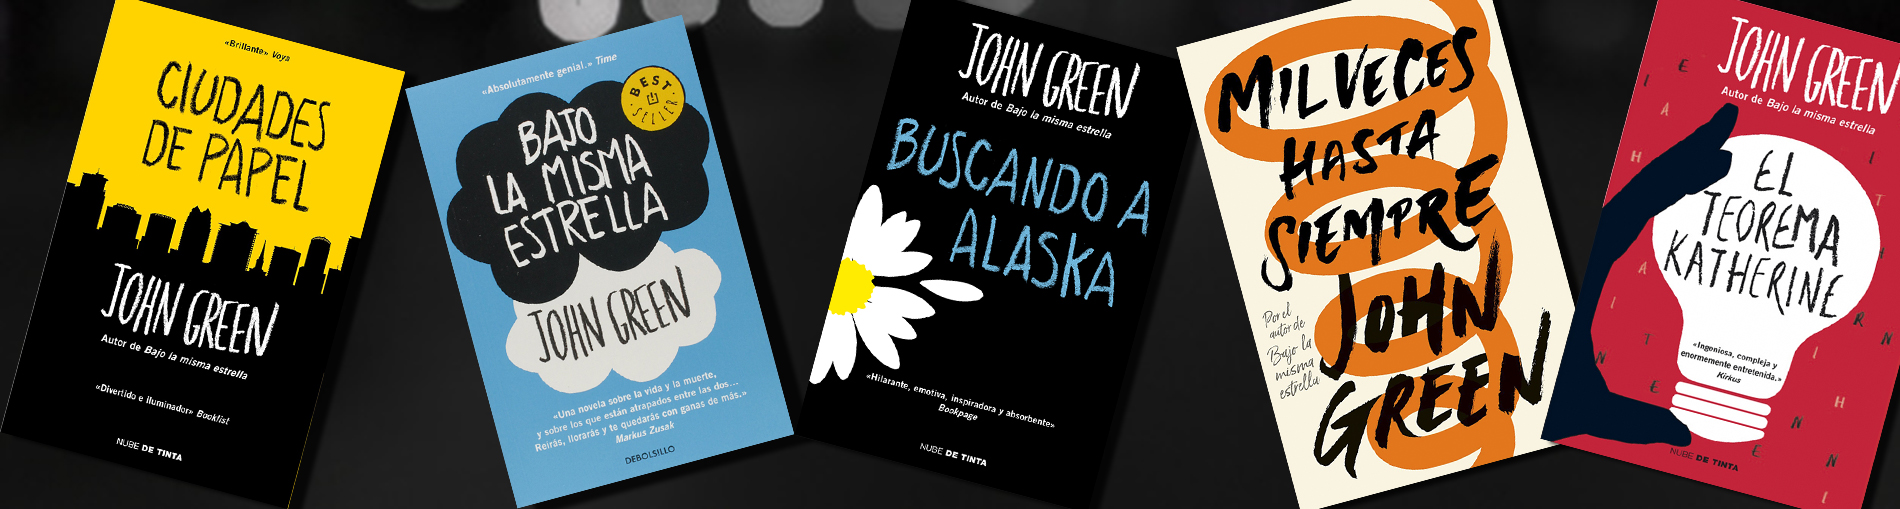 «Brillante» Voya
CIUDADES
DE PAPEL
JOHN GREEN
Autor de Bajo la misma estrella
«Divertido e iluminador» Booklist
NUBE DE TINTA
«Absolutamente genial.» Time
BEST
SELLER
BAJO
LA MISMA
ESTRELLA
JOHN GREEN
«Una novela sobre la vida y la muerte,
y sobre los que están atrapados entre las dos...
Reirás, llorarás y te quedarás con ganas de más.»
Markus Zusak
DEBOLSILLO
JOHN GREEN
Autor de Bajo la misma estrella
BUSCANDO A
ALASKA
«Hilarante, emotiva, inspiradora y absorbente»
Bookpage
NUBE DE TINTA
MIL VECES
HASTA
SIEMPRE
JOHN
GREEN
Por el
autor de
Bajo la
misma
estrella
JOHN GREEN
Autor de Bajo la misma estrella
EL
TEOREMA
KATHERINE
«Ingeniosa, compleja y
enormemente entretenida.»
Kirkus
NUBE DE TINTA